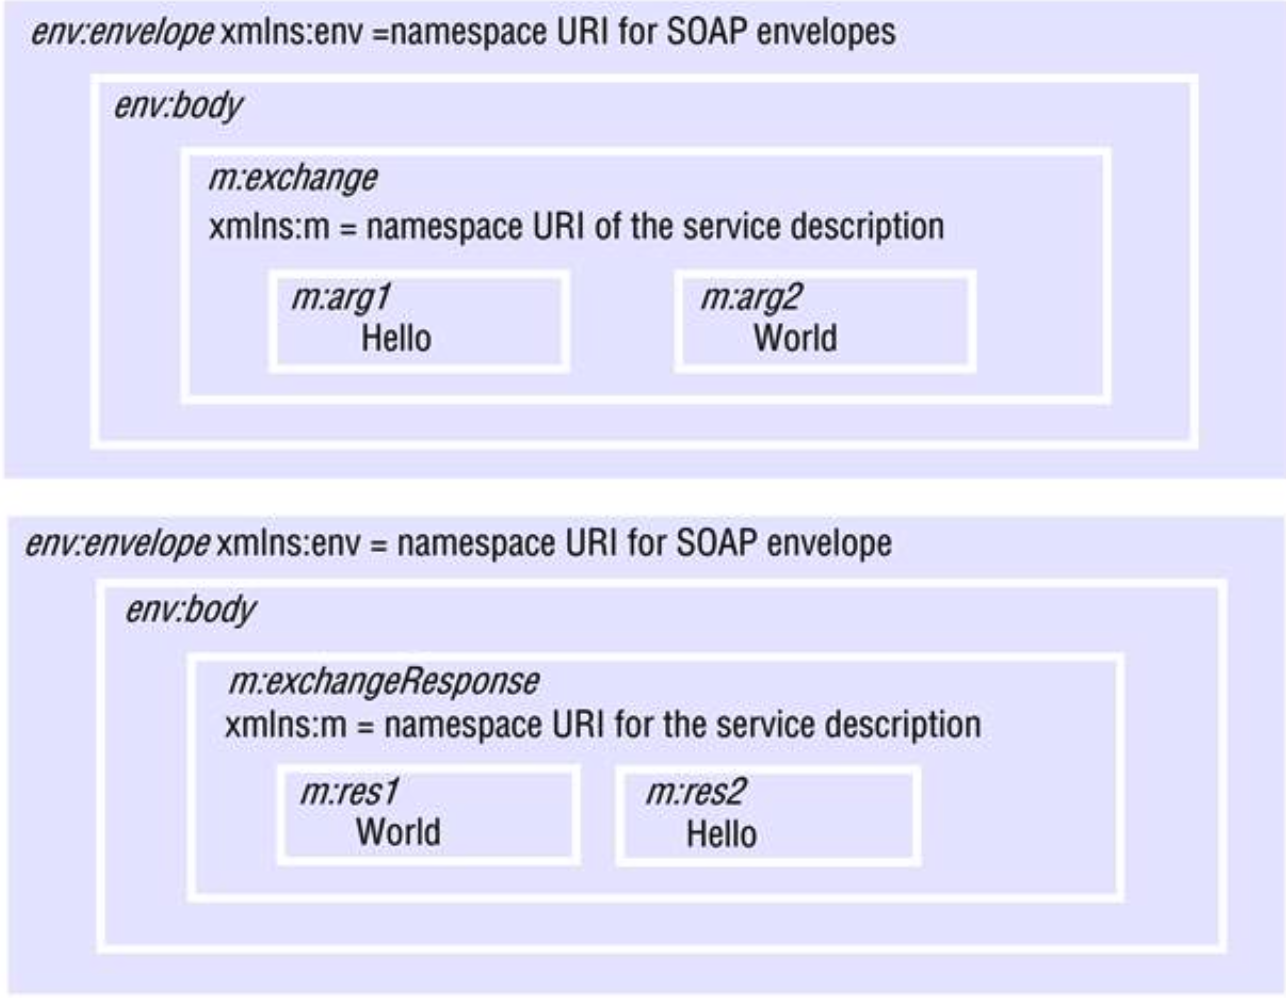 env:envelope xmlns:env =namespace URI for SOAP envelopes
env:body
m:exchange
xmlns:m = namespace URI of the service description
m:arg1
Hello
m:arg2
World
env:envelope xmlns:env = namespace URI for SOAP envelope
env:body
m:exchangeResponse
xmlns:m = namespace URI for the service description
m:res1
World
m:res2
Hello